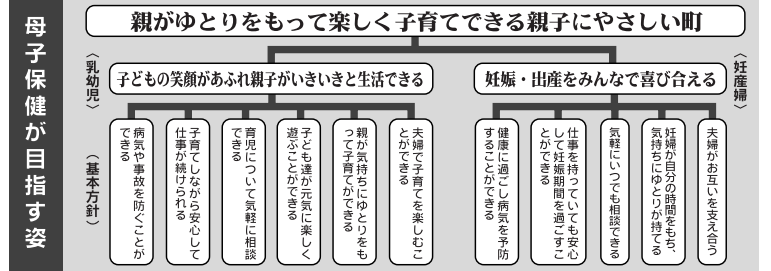 母子保健が目指す姿
親がゆとりをもって楽しく子育てできる親子にやさしい町
〈妊産婦〉
妊娠・出産をみんなで喜び合える
夫婦がお互いを支え合う
妊婦が自分の時間をもち、
気持ちにゆとりが持てる
気軽にいつでも相談できる
仕事を持っていても安心
して妊娠期間を過ごすこ
とができる
健康に過ごし病気を予防
することができる
〈乳幼児〉
子どもの笑顔があふれ親子がいきいきと生活できる
〈基本方針〉
夫婦で子育てを楽しむこ
とができる
親が気持ちにゆとりをも
って子育てができる
子ども達が元気に楽しく
遊ぶことができる
育児について気軽に相談
できる
子育てしながら安心して
仕事が続けられる
病気や事故を防ぐことが
できる